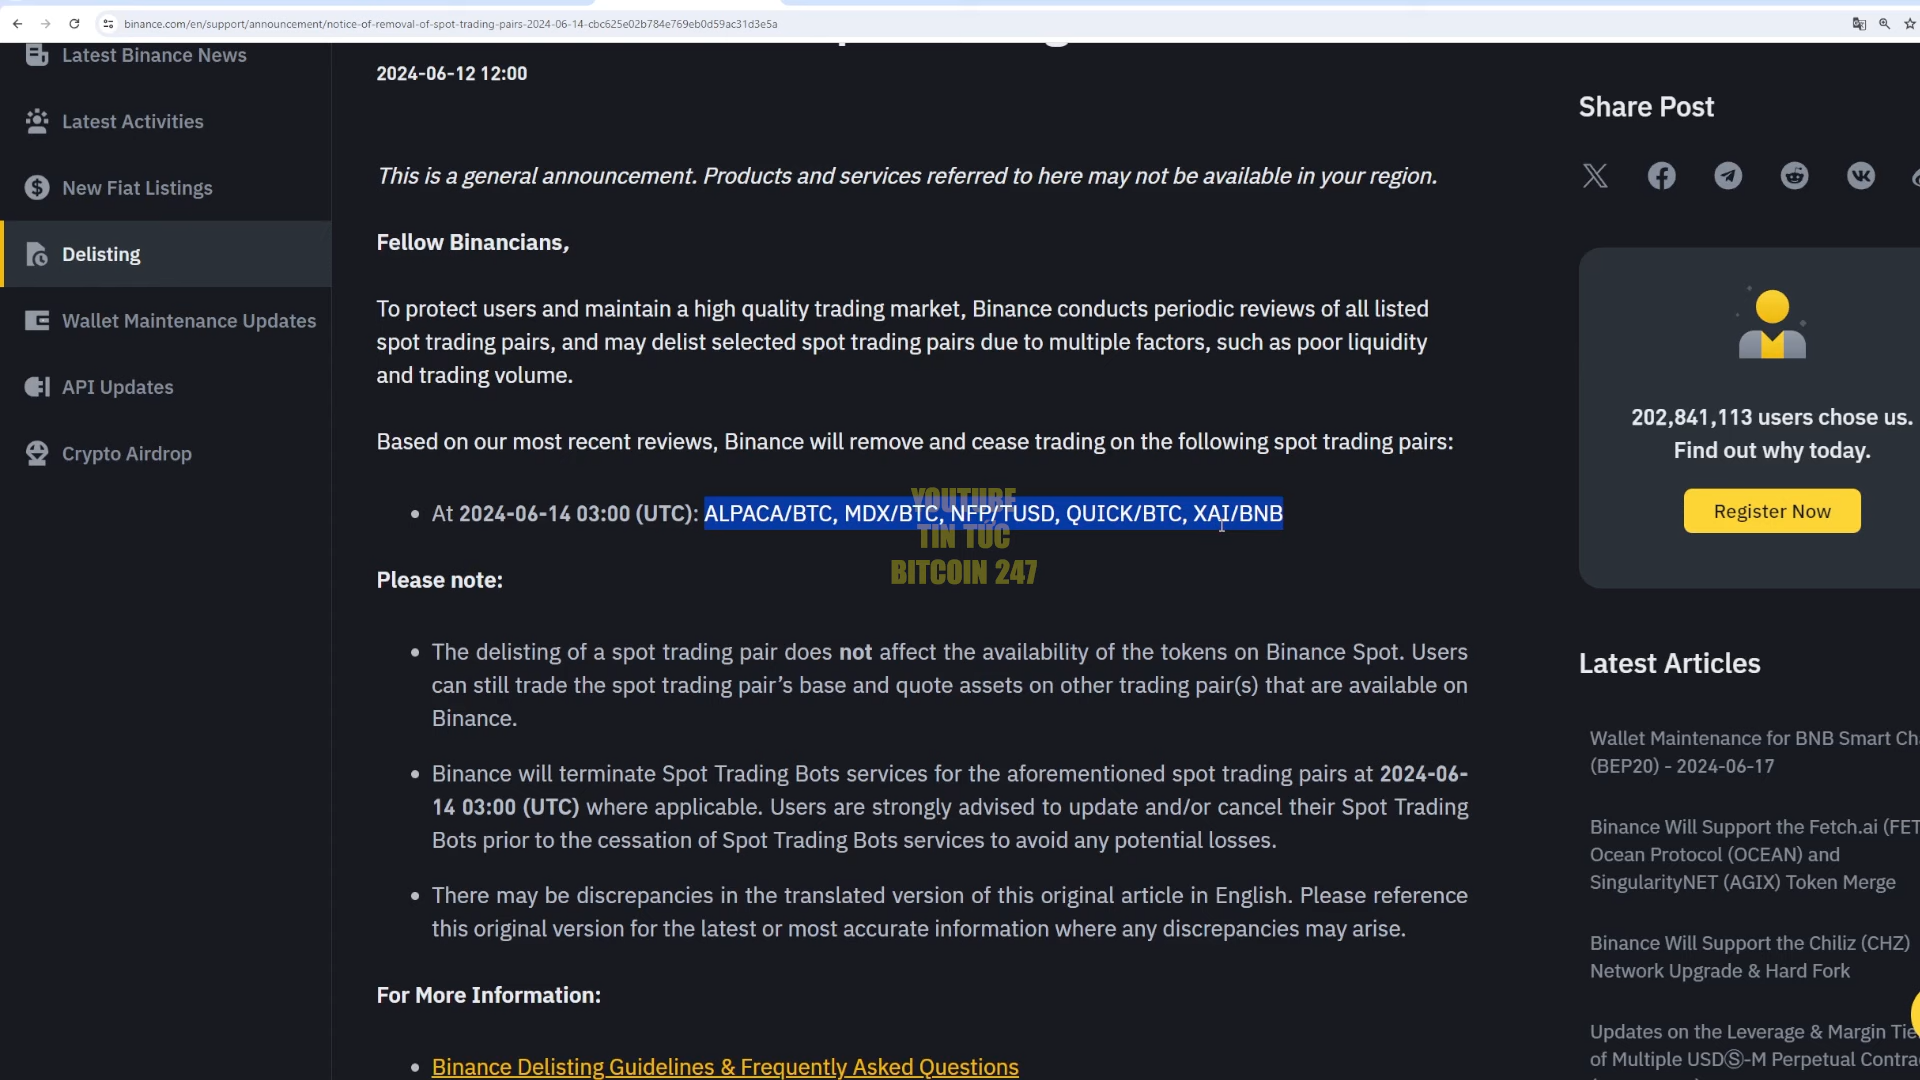 binance.com/en/support/announcement/notice-of-removal-of-spot-trading-pairs-2024-06-14-cbc625e02b784e769eb0d59ac31d3e5a
Latest Binance News
Latest Activities
New Fiat Listings
Delisting
Wallet Maintenance Updates
API Updates
Crypto Airdrop
2024-06-12 12:00
This is a general announcement. Products and services referred to here may not be available in your region.
Fellow Binancians,
To protect users and maintain a high quality trading market, Binance conducts periodic reviews of all listed
spot trading pairs, and may delist selected spot trading pairs due to multiple factors, such as poor liquidity
and trading volume.
Based on our most recent reviews, Binance will remove and cease trading on the following spot trading pairs:
• At 2024-06-14 03:00 (UTC): ALPACA/BTC, MDX/BTC, NFP/TUSD, QUICK/BTC, XAI/BNB
YOUTUBE
TIN TUC
BITCOIN 247
Please note:
• The delisting of a spot trading pair does not affect the availability of the tokens on Binance Spot. Users
can still trade the spot trading pair’s base and quote assets on other trading pair(s) that are available on
Binance.
• Binance will terminate Spot Trading Bots services for the aforementioned spot trading pairs at 2024-06-
14 03:00 (UTC) where applicable. Users are strongly advised to update and/or cancel their Spot Trading
Bots prior to the cessation of Spot Trading Bots services to avoid any potential losses.
• There may be discrepancies in the translated version of this original article in English. Please reference
this original version for the latest or most accurate information where any discrepancies may arise.
For More Information:
• Binance Delisting Guidelines & Frequently Asked Questions
Share Post
202,841,113 users chose us.
Find out why today.
Register Now
Latest Articles
Wallet Maintenance for BNB Smart Cha
(BEP20) - 2024-06-17
Binance Will Support the Fetch.ai (FET
Ocean Protocol (OCEAN) and
SingularityNET (AGIX) Token Merge
Binance Will Support the Chiliz (CHZ)
Network Upgrade & Hard Fork
Updates on the Leverage & Margin Tie
of Multiple USDⓈ-M Perpetual Contra